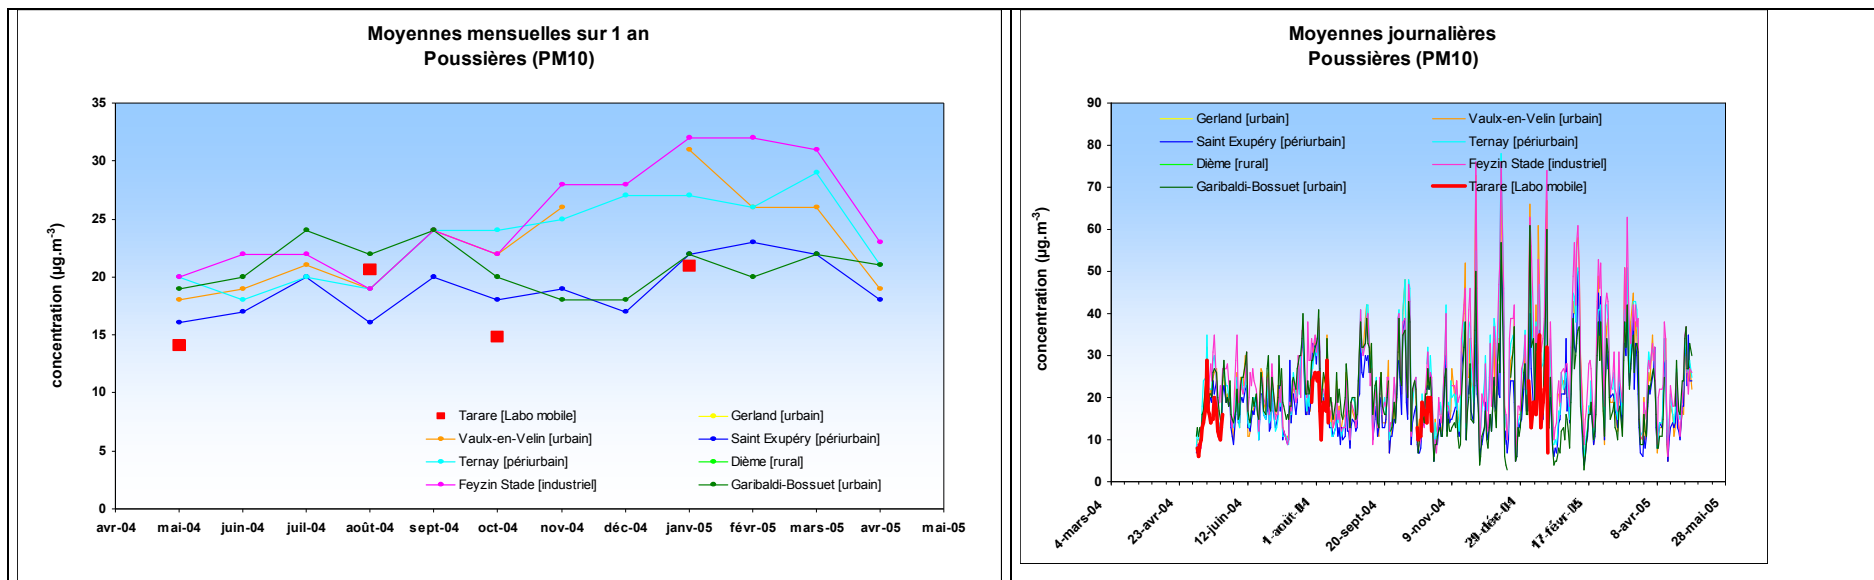 Moyennes mensuelles sur 1 an
Poussières (PM10)
concentration (µg.m⁻³)
35
30
25
20
15
10
5
0
avr-04 mai-04 juin-04 juil-04 août-04 sept-04 oct-04 nov-04 déc-04 janv-05 févr-05 mars-05 avr-05 mai-05
Tarare [Labo mobile] Gerland [urbain]
Vaulx-en-Velin [urbain] Saint Exupéry [périurbain]
Ternay [périurbain] Dième [rural]
Feyzin Stade [industriel] Garibaldi-Bossuet [urbain]
Moyennes journalières
Poussières (PM10)
concentration (µg.m⁻³)
90
80
70
60
50
40
30
20
10
0
Gerland [urbain] Vaulx-en-Velin [urbain]
Saint Exupéry [périurbain] Ternay [périurbain]
Dième [rural] Feyzin Stade [industriel]
Garibaldi-Bossuet [urbain] Tarare [Labo mobile]
4-mars-04 23-avr-04 12-juin-04 1-août-04 20-sept-04 9-nov-04 29-déc-04 17-févr-05 8-avr-05 28-mai-05